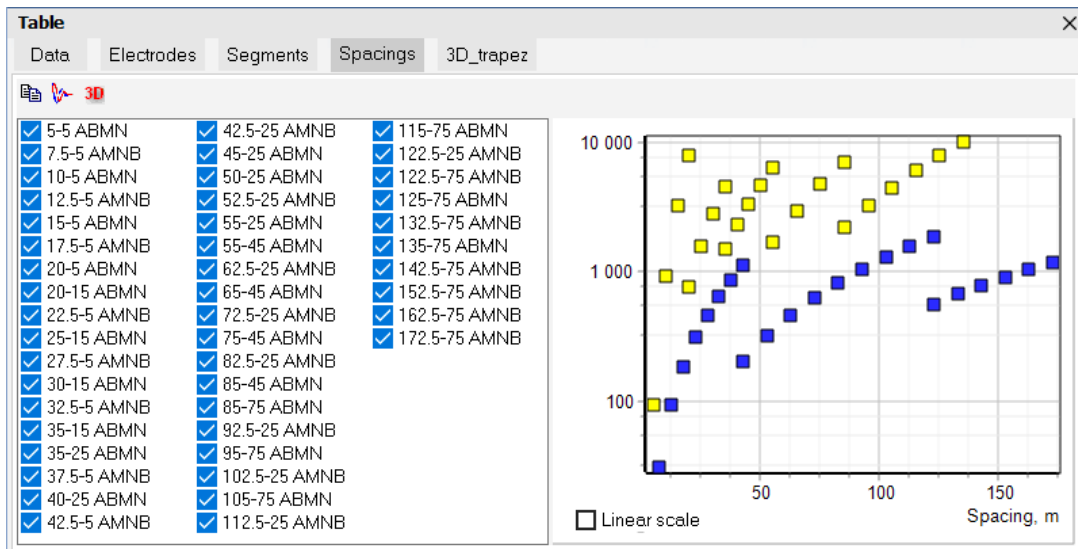 Table
Data Electrodes Segments Spacings 3D_trapez
3D
5-5 ABMN
7.5-5 AMNB
10-5 ABMN
12.5-5 AMNB
15-5 ABMN
17.5-5 AMNB
20-5 ABMN
20-15 ABMN
22.5-5 AMNB
25-15 ABMN
27.5-5 AMNB
30-15 ABMN
32.5-5 AMNB
35-15 ABMN
35-25 ABMN
37.5-5 AMNB
40-25 ABMN
42.5-5 AMNB
42.5-25 AMNB
45-25 ABMN
50-25 ABMN
52.5-25 AMNB
55-25 ABMN
55-45 ABMN
62.5-25 AMNB
65-45 ABMN
72.5-25 AMNB
75-45 ABMN
82.5-25 AMNB
85-45 ABMN
85-75 ABMN
92.5-25 AMNB
95-75 ABMN
102.5-25 AMNB
105-75 ABMN
112.5-25 AMNB
115-75 ABMN
122.5-25 AMNB
122.5-75 AMNB
125-75 ABMN
132.5-75 AMNB
135-75 ABMN
142.5-75 AMNB
152.5-75 AMNB
162.5-75 AMNB
172.5-75 AMNB
10 000
1 000
100
50 100 150
Spacing, m
Linear scale